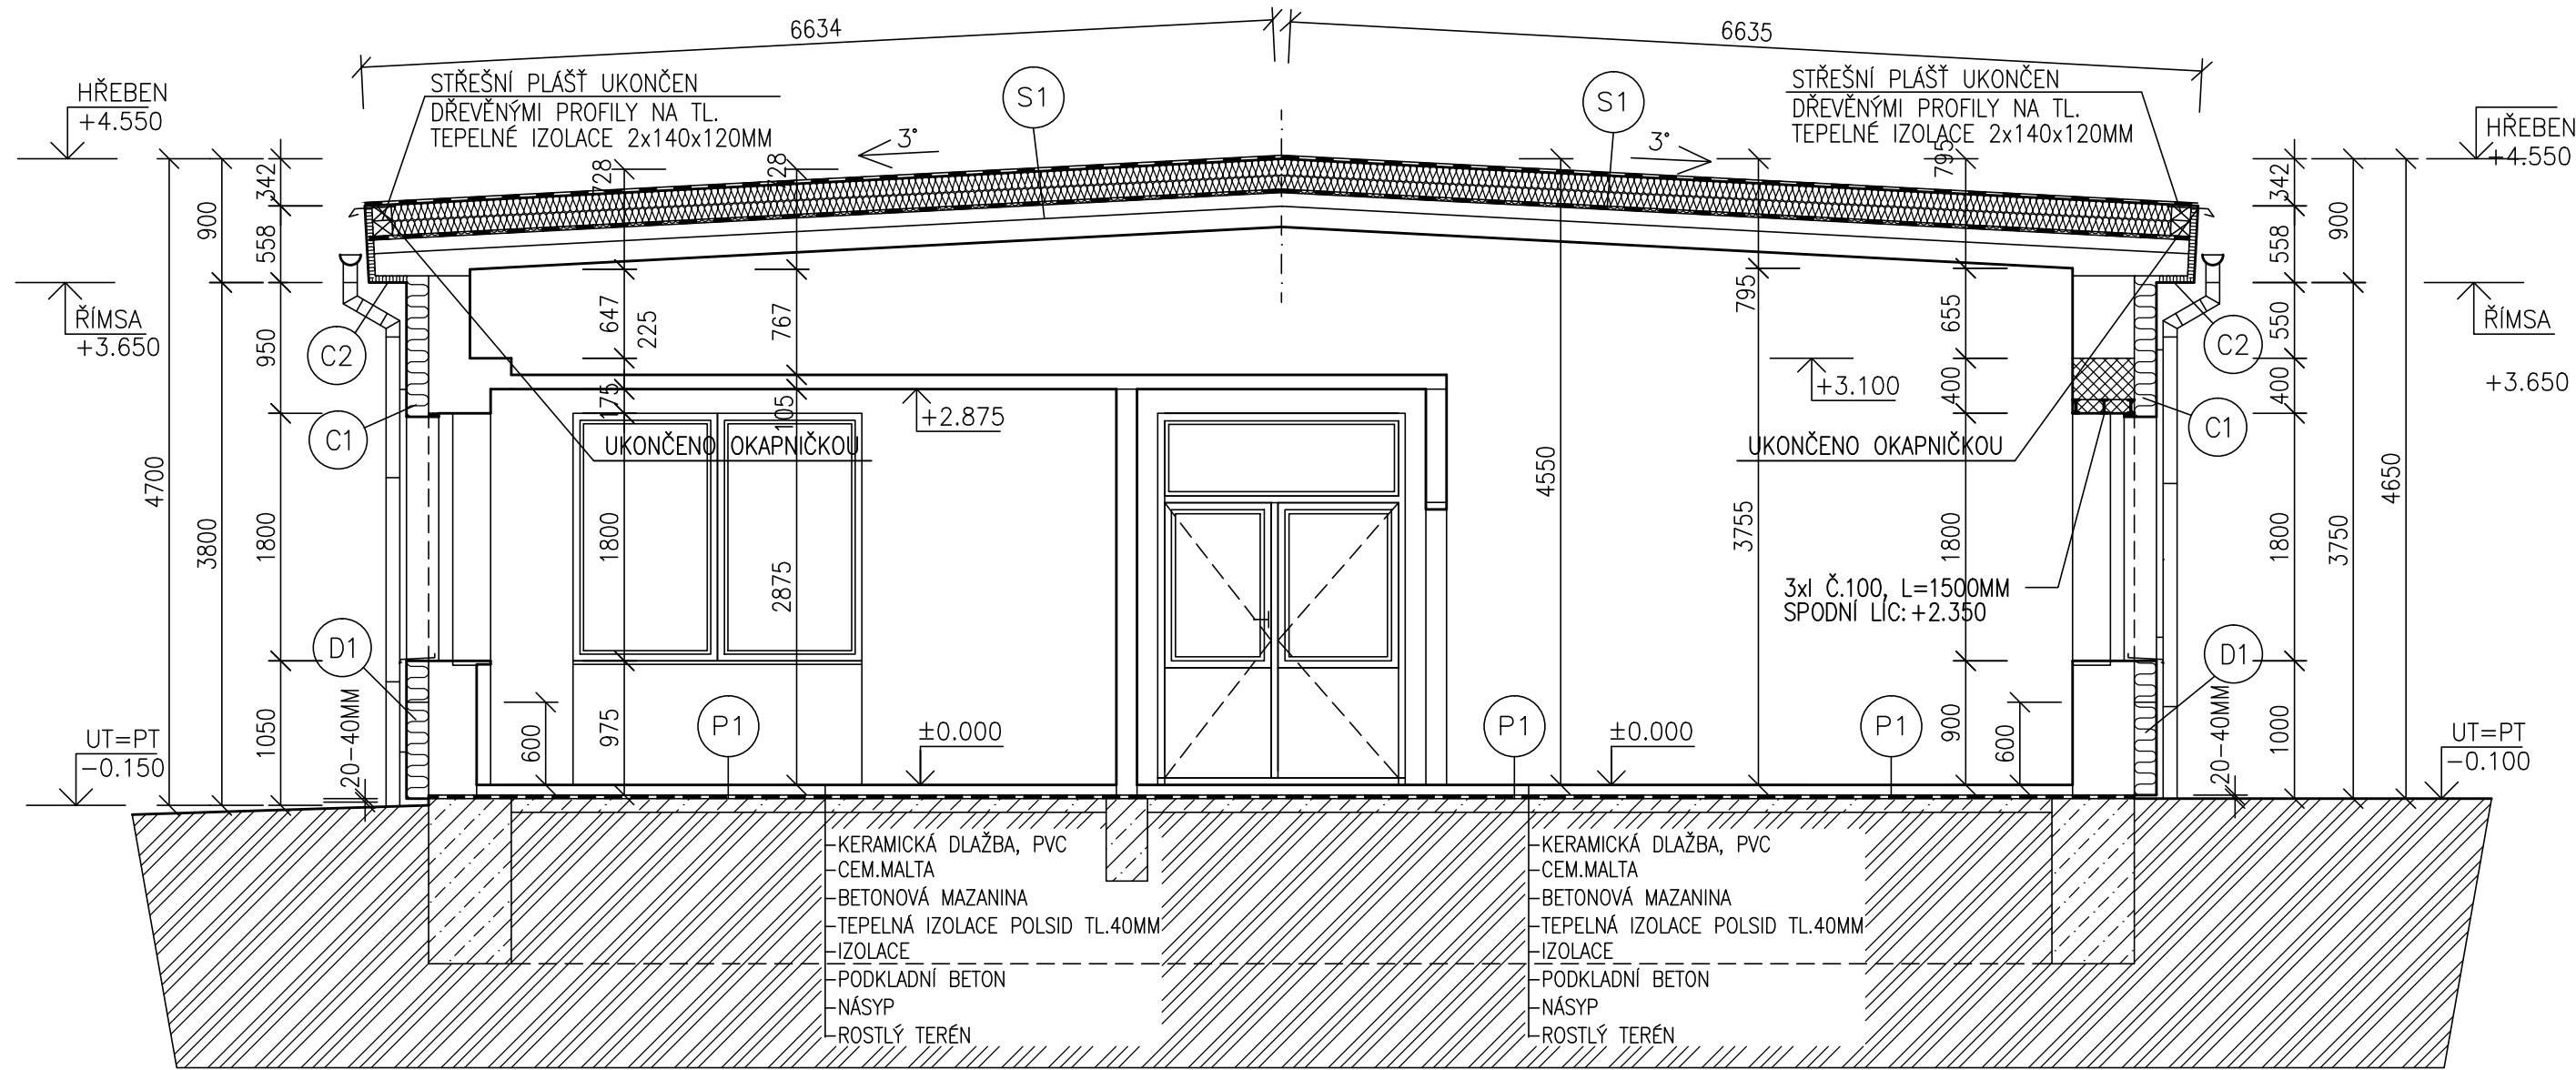 6634
6635
HŘEBEN
+4.550
STŘEŠNÍ PLÁŠŤ UKONČEN
DŘEVĚNÝMI PROFILY NA TL.
TEPELNÉ IZOLACE 2x140x120MM
S1
3°
S1
3°
STŘEŠNÍ PLÁŠŤ UKONČEN
DŘEVĚNÝMI PROFILY NA TL.
TEPELNÉ IZOLACE 2x140x120MM
HŘEBEN
+4.550
342
900
558
728
728
795
342
558
900
ŘÍMSA
+3.650
C2
950
647
225
767
795
655
550
C2
ŘÍMSA
+3.650
+3.100
400
400
175
105
+2.875
C1
C1
UKONČENO OKAPNIČKOU
UKONČENO OKAPNIČKOU
4700
3800
1800
1800
2875
4550
3755
1800
1800
3750
4650
3xI Č.100, L=1500MM
SPODNÍ LÍC:+2.350
D1
D1
UT=PT
-0.150
1050
20-40MM
600
975
P1
±0.000
P1
±0.000
P1
900
600
20-40MM
1000
UT=PT
-0.100
KERAMICKÁ DLAŽBA, PVC
CEM.MALTA
BETONOVÁ MAZANINA
TEPELNÁ IZOLACE POLSID TL.40MM
IZOLACE
PODKLADNÍ BETON
NÁSYP
ROSTLÝ TERÉN
KERAMICKÁ DLAŽBA, PVC
CEM.MALTA
BETONOVÁ MAZANINA
TEPELNÁ IZOLACE POLSID TL.40MM
IZOLACE
PODKLADNÍ BETON
NÁSYP
ROSTLÝ TERÉN